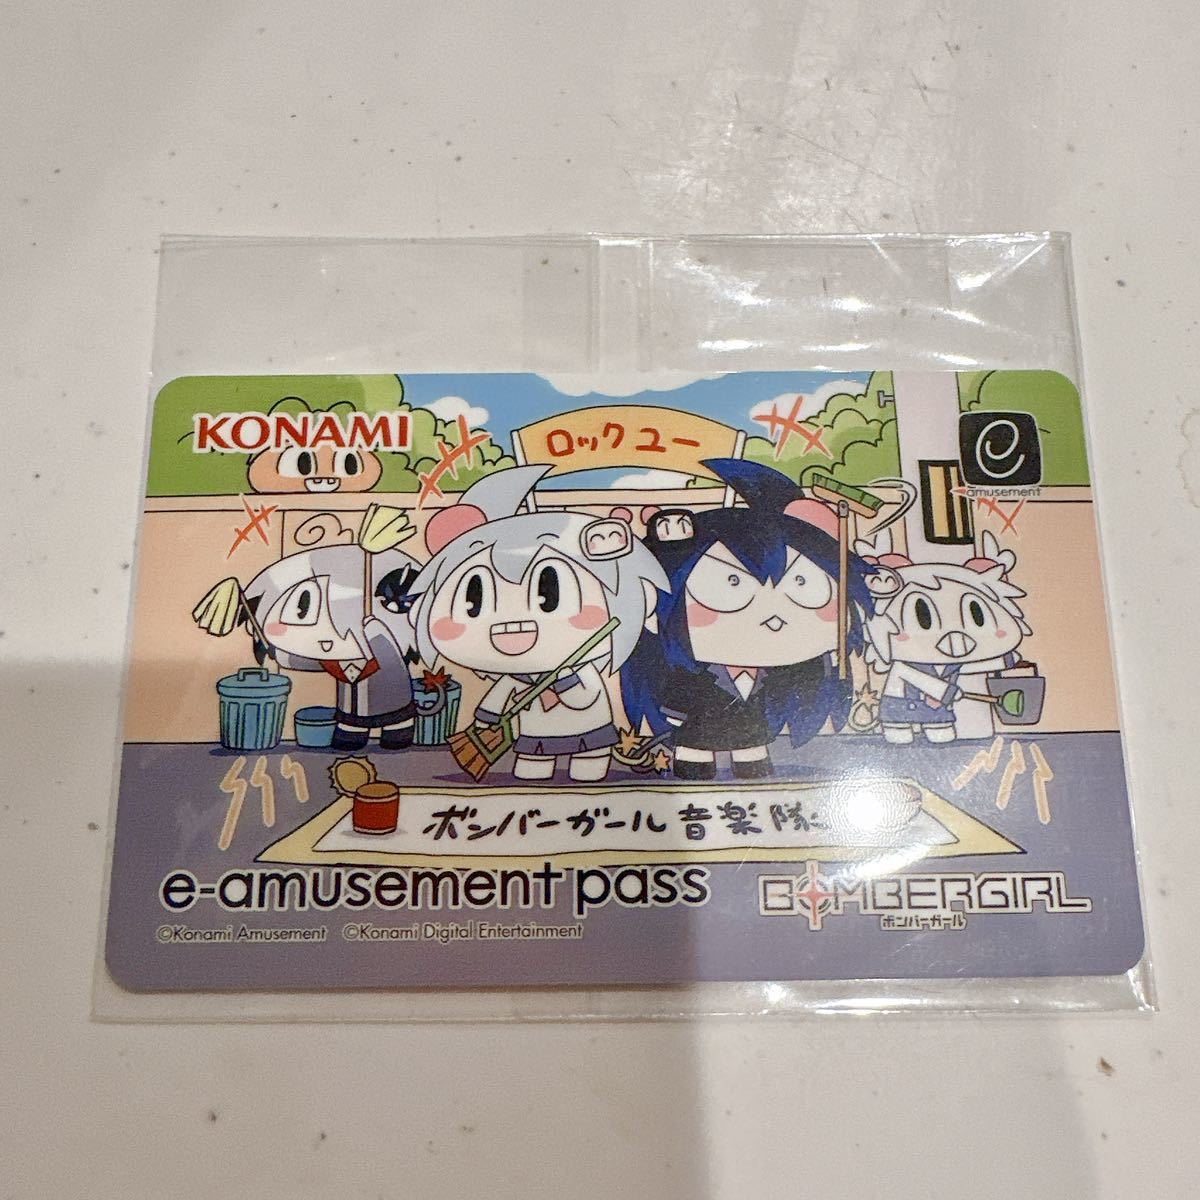 KONAMI
ロックユー
e
amusement
ボンバーガール音楽隊
e-amusement pass
BOMBERGIRL
ボンバーガール
©Konami Amusement ©Konami Digital Entertainment